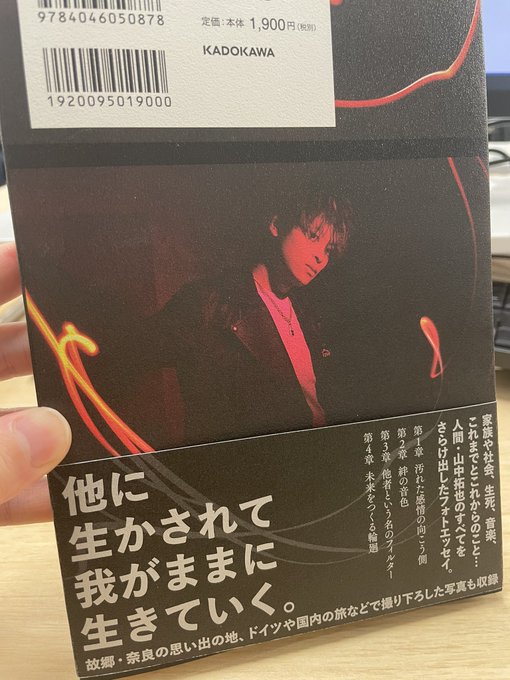 9784046050878
定価:本体 1,900円(税別)
KADOKAWA
1920095019000
家族や社会、生死、音楽、
これまでとこれからのこと…
人間・山中拓也のすべてを
さらけ出したフォトエッセイ。
第1章 汚れた感情の向こう側
第2章 絆の音色
第3章 他者という名のフィルター
第4章 未来をつくる輪廻
他に
生かされて
我がままに
生きていく。
故郷・奈良の思い出の地、ドイツや国内の旅などで撮り下ろした写真も収録